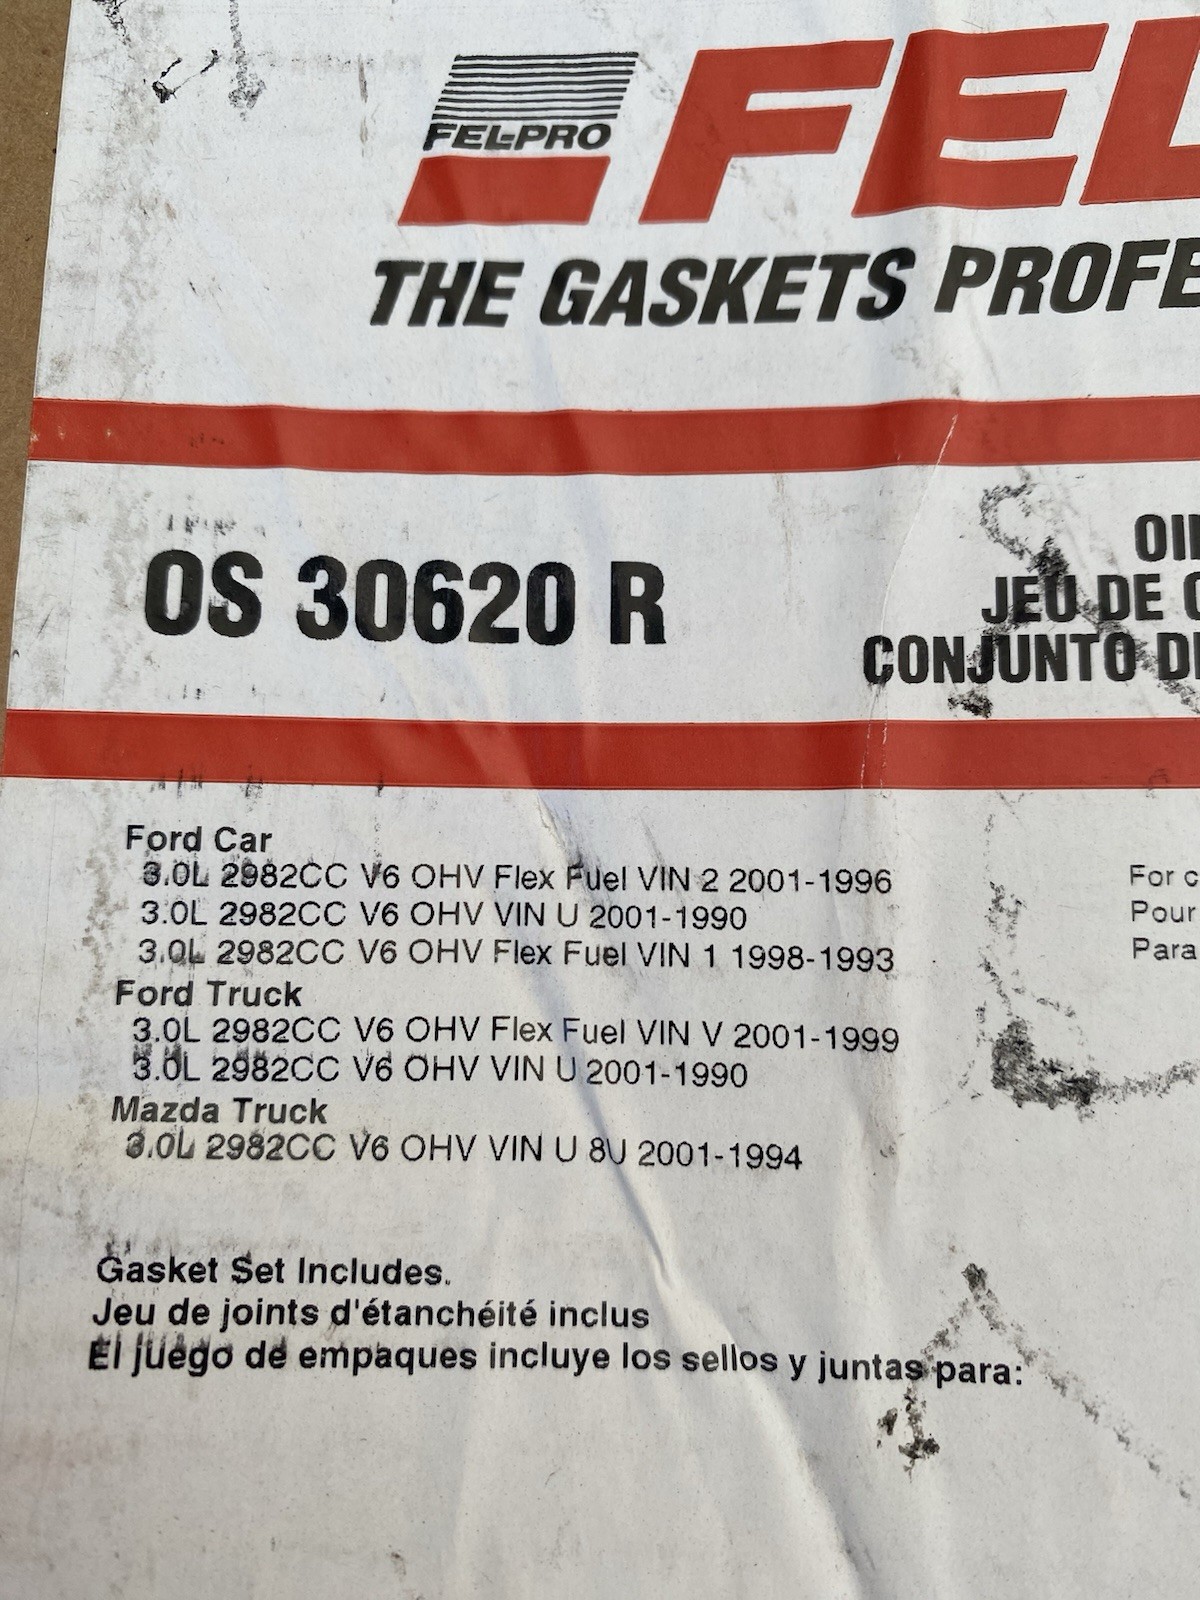 FEL-PRO
FEL
THE GASKETS PROFE
OS 30620 R
OIL
JEU DE
CONJUNTO DE
Ford Car
3.0L 2982CC V6 OHV Flex Fuel VIN 2 2001-1996
3.0L 2982CC V6 OHV VIN U 2001-1990
3.0L 2982CC V6 OHV Flex Fuel VIN 1 1998-1993
Ford Truck
3.0L 2982CC V6 OHV Flex Fuel VIN V 2001-1999
3.0L 2982CC V6 OHV VIN U 2001-1990
Mazda Truck
3.0L 2982CC V6 OHV VIN U 8U 2001-1994
For c
Pour
Para
Gasket Set Includes.
Jeu de joints d'étanchéité inclus
El juego de empaques incluye los sellos y juntas para: